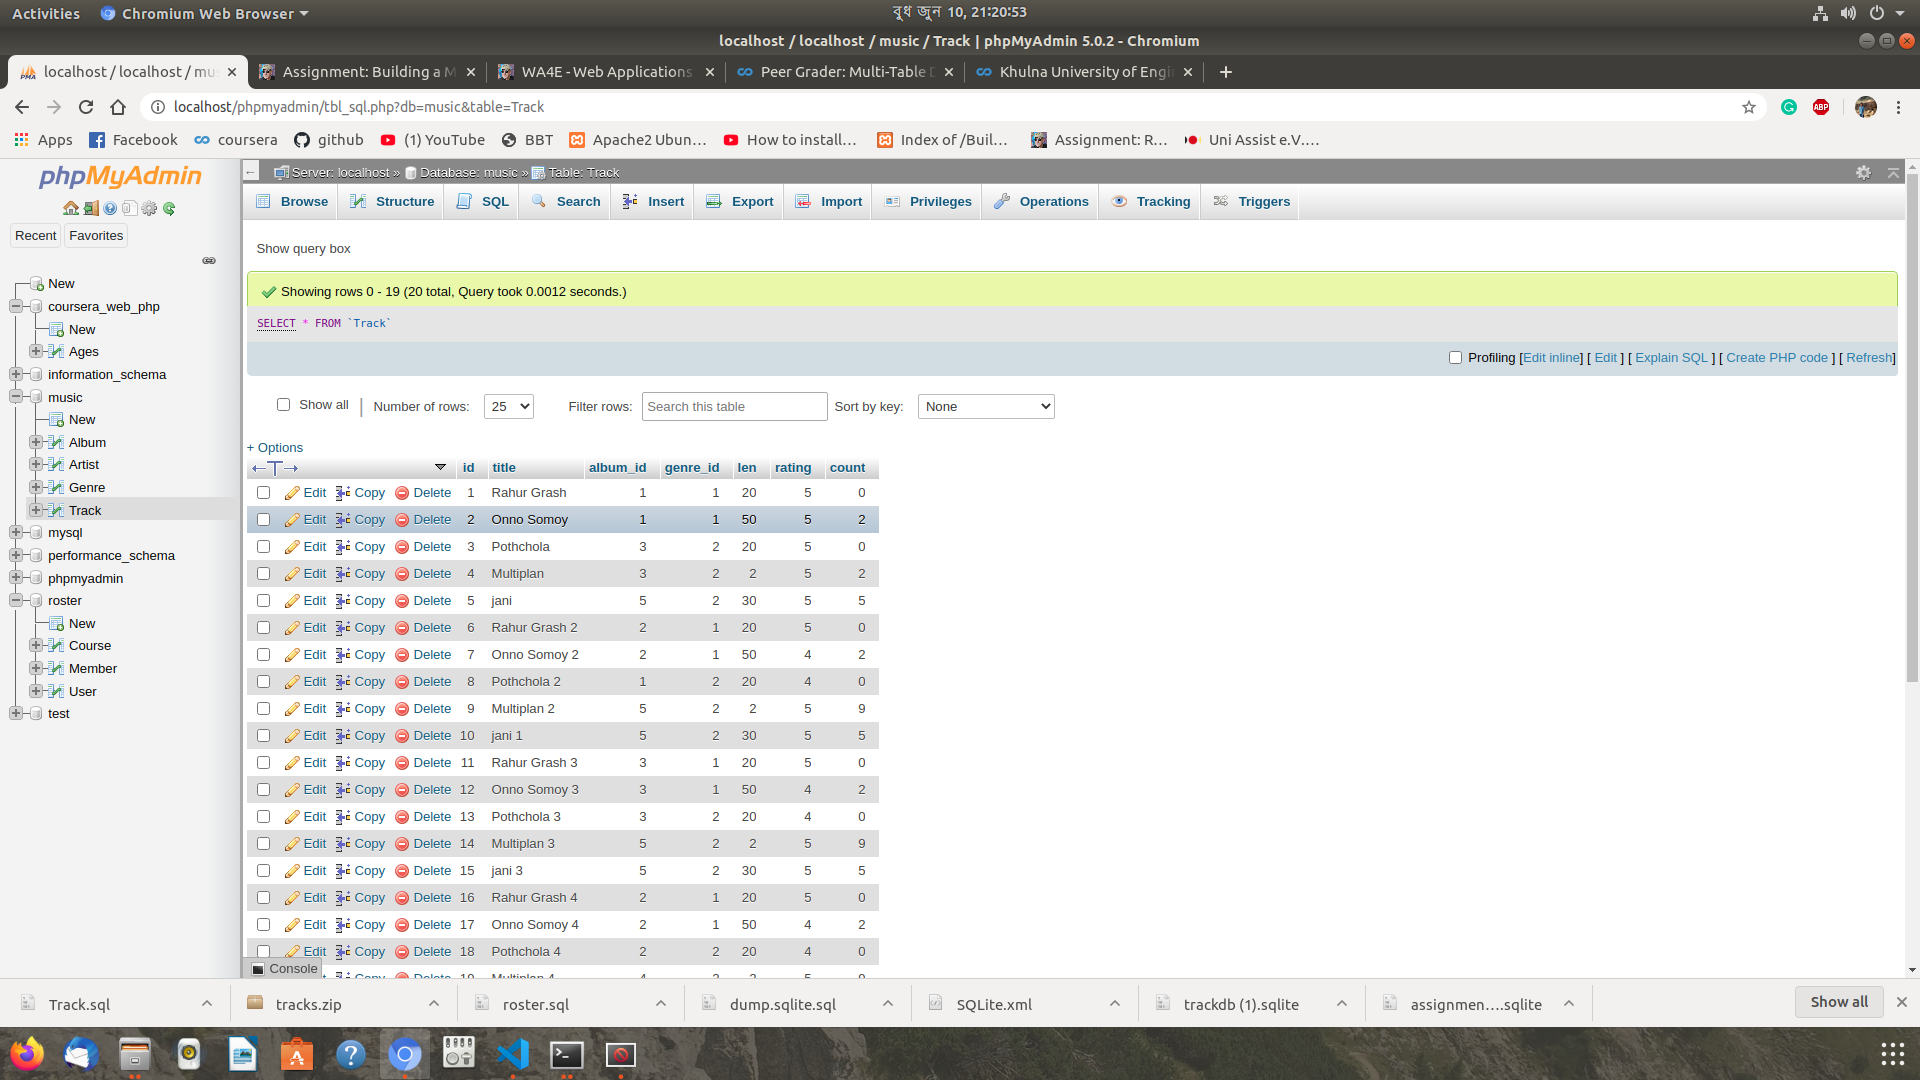 Activities Chromium Web Browser বুধ জুন 10, 21:20:53
localhost / localhost / music / Track | phpMyAdmin 5.0.2 - Chromium
localhost / localhost / mus Assignment: Building a M WA4E - Web Applications Peer Grader: Multi-Table D Khulna University of Engi
localhost/phpmyadmin/tbl_sql.php?db=music&table=Track ABP
Apps Facebook coursera github (1) YouTube BBT Apache2 Ubun… How to install… Index of /Buil… Assignment: R… Uni Assist e.V.…
phpMyAdmin
Recent Favorites
New
coursera_web_php
New
Ages
information_schema
music
New
Album
Artist
Genre
Track
mysql
performance_schema
phpmyadmin
roster
New
Course
Member
User
test
Server: localhost » Database: music » Table: Track
Browse Structure SQL Search Insert Export Import Privileges Operations Tracking Triggers
Show query box
Showing rows 0 - 19 (20 total, Query took 0.0012 seconds.)
SELECT * FROM `Track`
Profiling [Edit inline] [ Edit ] [ Explain SQL ] [ Create PHP code ] [ Refresh]
Show all | Number of rows: 25 Filter rows: Search this table Sort by key: None
+ Options
←T→ id title album_id genre_id len rating count
Edit Copy Delete 1 Rahur Grash 1 1 20 5 0
Edit Copy Delete 2 Onno Somoy 1 1 50 5 2
Edit Copy Delete 3 Pothchola 3 2 20 5 0
Edit Copy Delete 4 Multiplan 3 2 2 5 2
Edit Copy Delete 5 jani 5 2 30 5 5
Edit Copy Delete 6 Rahur Grash 2 2 1 20 5 0
Edit Copy Delete 7 Onno Somoy 2 2 1 50 4 2
Edit Copy Delete 8 Pothchola 2 1 2 20 4 0
Edit Copy Delete 9 Multiplan 2 5 2 2 5 9
Edit Copy Delete 10 jani 1 5 2 30 5 5
Edit Copy Delete 11 Rahur Grash 3 3 1 20 5 0
Edit Copy Delete 12 Onno Somoy 3 3 1 50 4 2
Edit Copy Delete 13 Pothchola 3 3 2 20 4 0
Edit Copy Delete 14 Multiplan 3 5 2 2 5 9
Edit Copy Delete 15 jani 3 5 2 30 5 5
Edit Copy Delete 16 Rahur Grash 4 2 1 20 5 0
Edit Copy Delete 17 Onno Somoy 4 2 1 50 4 2
Edit Copy Delete 18 Pothchola 4 2 2 20 4 0
Copy Delete 19 Multiplan 4 4 2 2 5 9
Console
Track.sql tracks.zip roster.sql dump.sqlite.sql SQLite.xml trackdb (1).sqlite assignmen….sqlite Show all